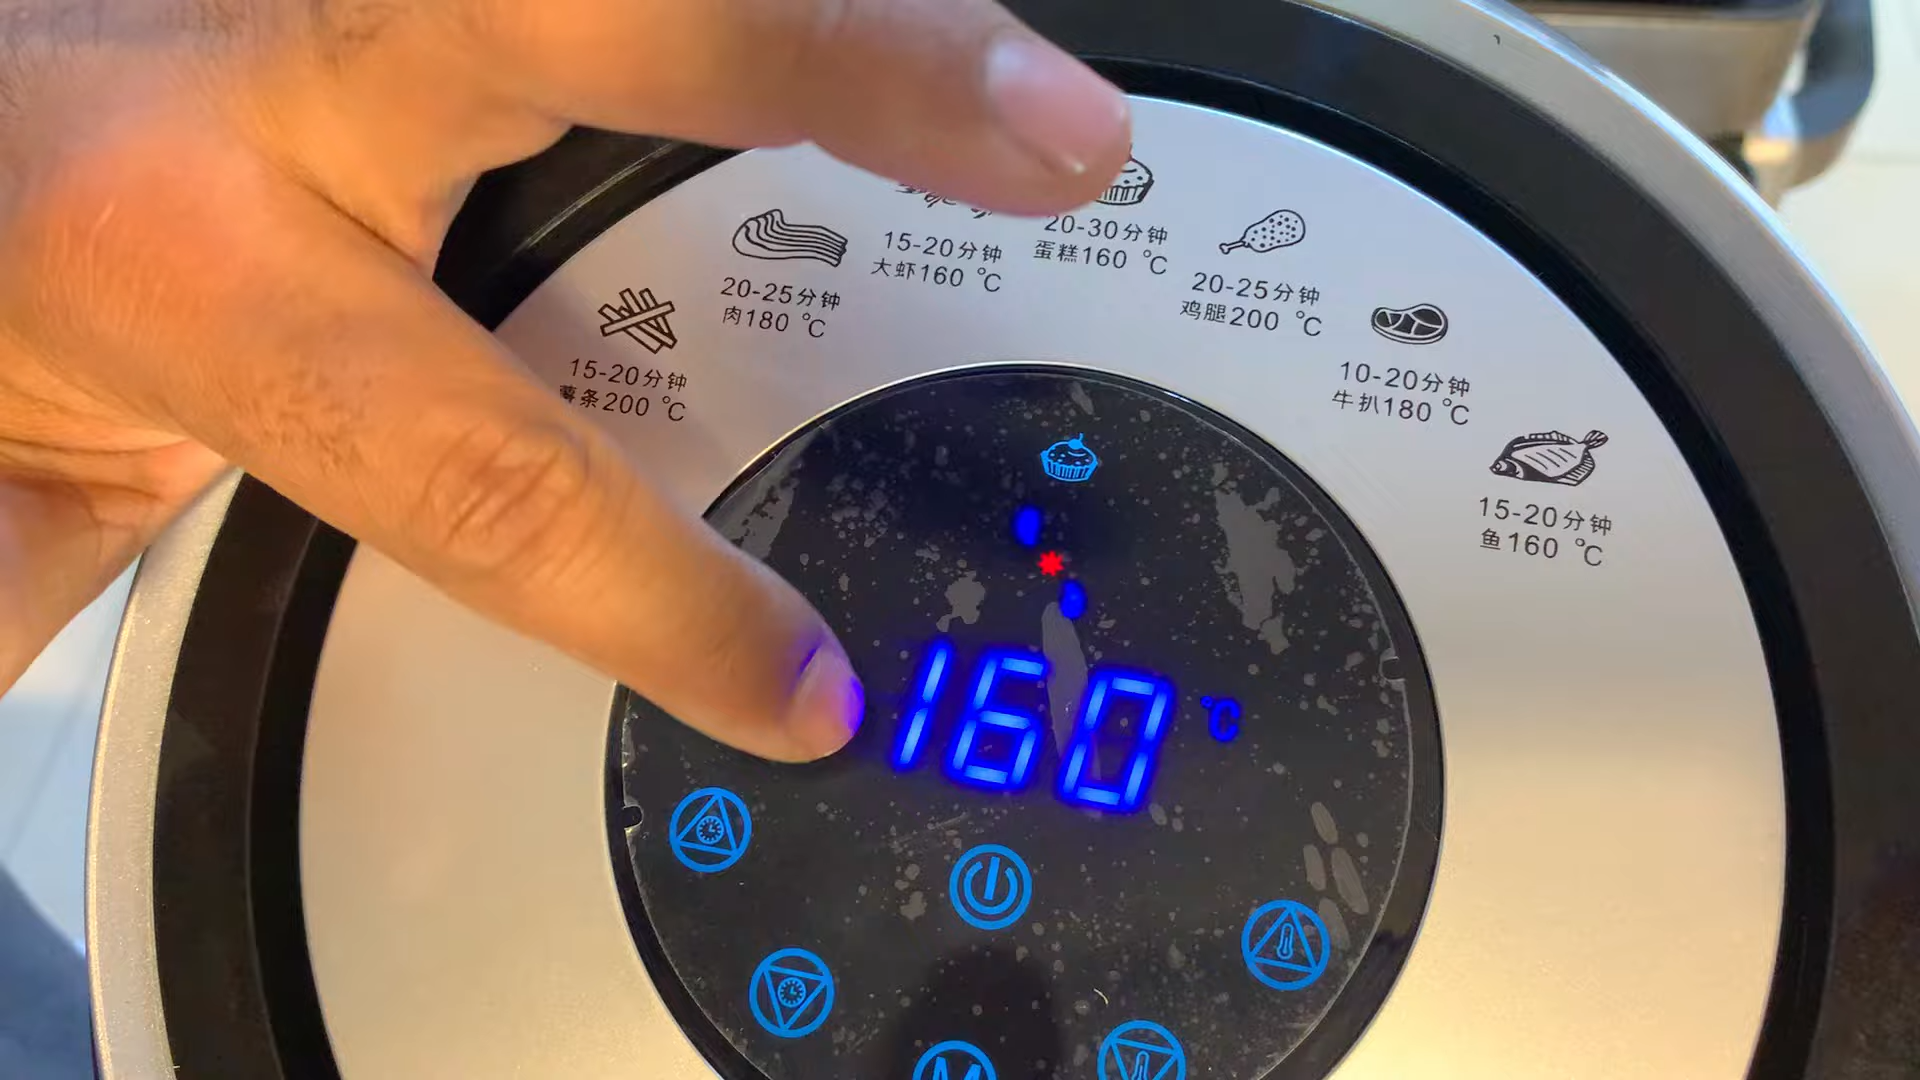 15-20分钟
薯条200 ℃
20-25分钟
肉180 ℃
15-20分钟
大虾160 ℃
20-30分钟
蛋糕160 ℃
20-25分钟
鸡腿200 ℃
10-20分钟
牛扒180 ℃
15-20分钟
鱼160 ℃
160 ℃
M